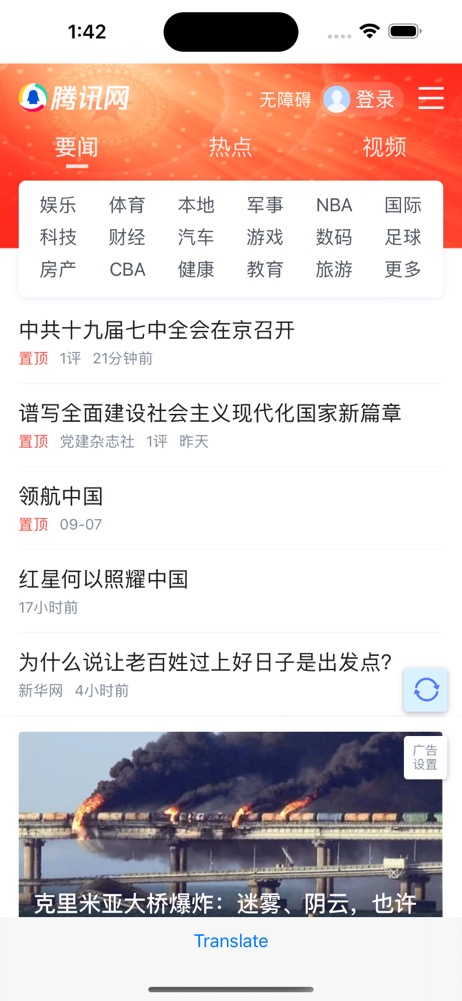 1:42
腾讯网
无障碍 登录
要闻 热点 视频
娱乐 体育 本地 军事 NBA 国际
科技 财经 汽车 游戏 数码 足球
房产 CBA 健康 教育 旅游 更多
中共十九届七中全会在京召开
置顶 1评 21分钟前
谱写全面建设社会主义现代化国家新篇章
置顶 党建杂志社 1评 昨天
领航中国
置顶 09-07
红星何以照耀中国
17小时前
为什么说让老百姓过上好日子是出发点?
新华网 4小时前
广告
设置
克里米亚大桥爆炸：迷雾、阴云，也许
Translate